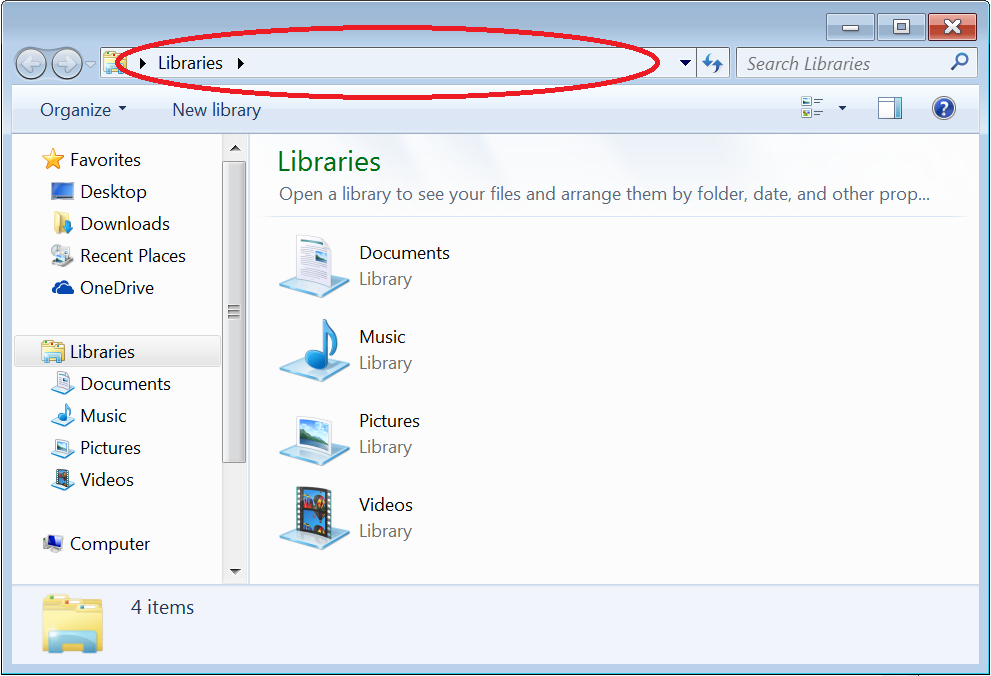 Libraries
Search Libraries
Organize
New library
Favorites
Desktop
Downloads
Recent Places
OneDrive
Libraries
Documents
Music
Pictures
Videos
Computer
Libraries
Open a library to see your files and arrange them by folder, date, and other prop...
Documents
Library
Music
Library
Pictures
Library
Videos
Library
4 items